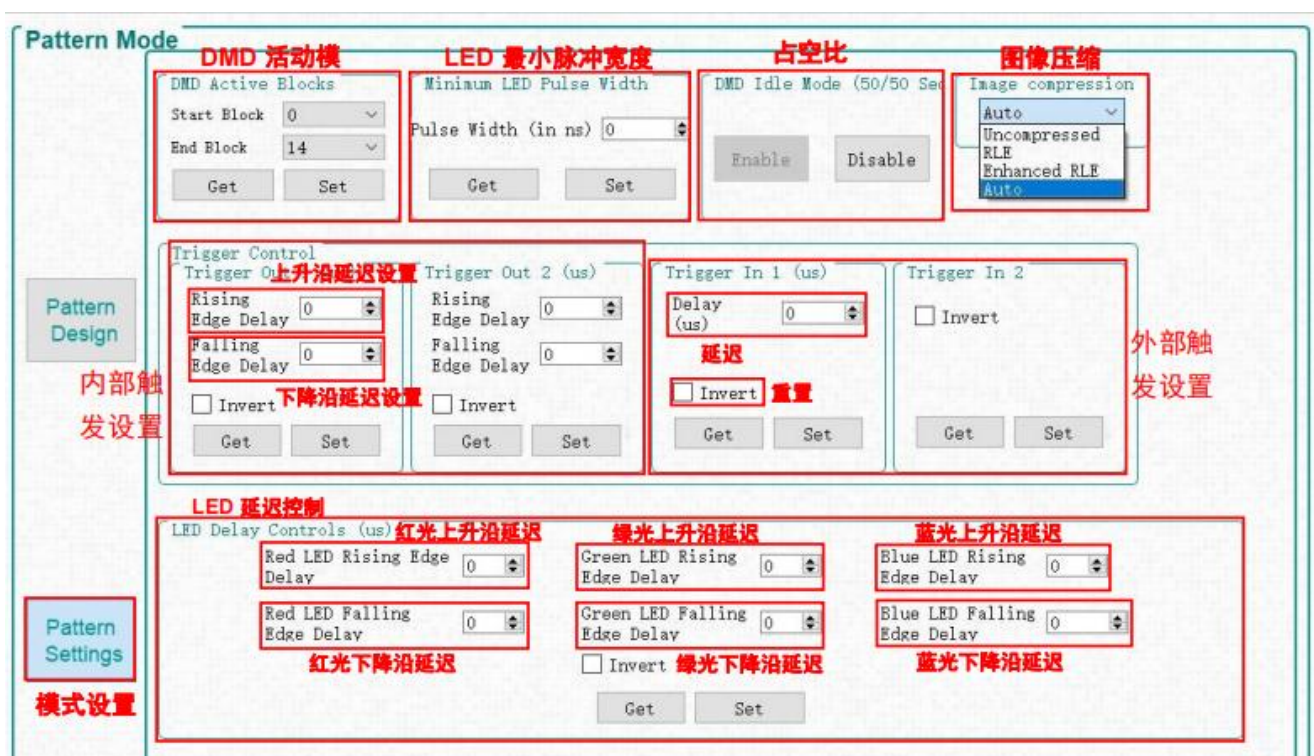 Pattern Mode
DMD 活动模
LED 最小脉冲宽度
占空比
图像压缩
DMD Active Blocks
Start Block 0
End Block 14
Get Set
Minimum LED Pulse Width
Pulse Width (in ns) 0
Get Set
DMD Idle Mode (50/50 Sec
Enable Disable
Image compression
Auto
Uncompressed
RLE
Enhanced RLE
Auto
Trigger Control
Trigger Ou
上升沿延迟设置
Rising
Edge Delay 0
Falling
Edge Delay 0
下降沿延迟设置
Invert
Get Set
Trigger Out 2 (us)
Rising
Edge Delay 0
Falling
Edge Delay 0
Invert
Get Set
Trigger In 1 (us)
Delay
(us) 0
延迟
Invert 重置
Get Set
Trigger In 2
Invert
Get Set
Pattern
Design
内部触
发设置
外部触
发设置
LED 延迟控制
LED Delay Controls (us) 红光上升沿延迟
绿光上升沿延迟
蓝光上升沿延迟
Red LED Rising Edge
Delay 0
Green LED Rising
Edge Delay 0
Blue LED Rising
Edge Delay 0
Red LED Falling
Edge Delay 0
Green LED Falling
Edge Delay 0
Blue LED Falling
Edge Delay 0
红光下降沿延迟
Invert 绿光下降沿延迟
蓝光下降沿延迟
Get Set
Pattern
Settings
模式设置